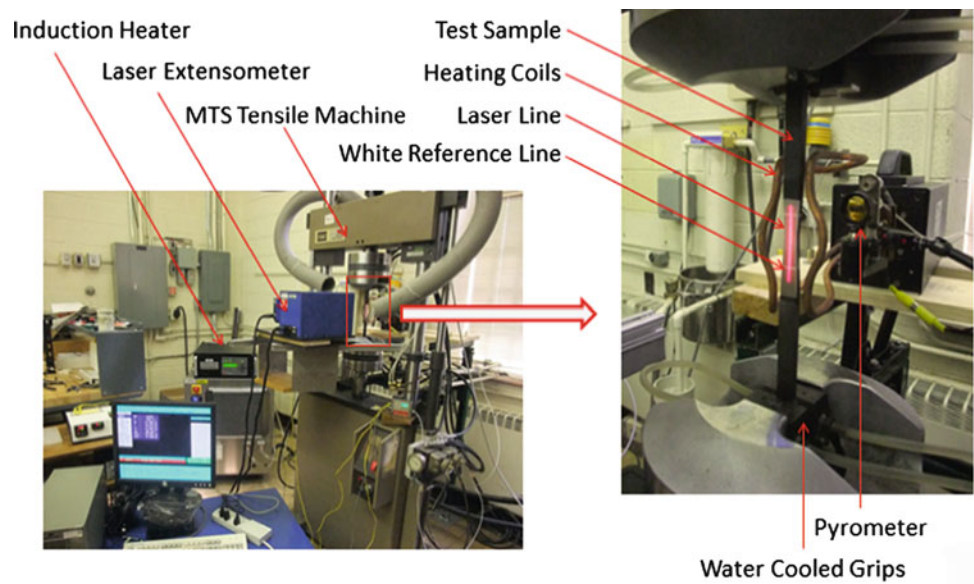 Induction Heater
Laser Extensometer
MTS Tensile Machine
Test Sample
Heating Coils
Laser Line
White Reference Line
Pyrometer
Water Cooled Grips